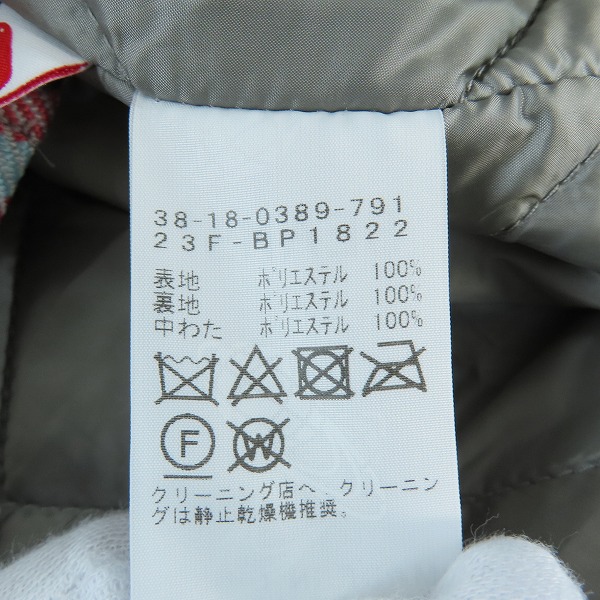 38-18-0389-791
23F-BP1822
表地 ポリエステル 100%
裏地 ポリエステル 100%
中わた ポリエステル 100%
F W
クリーニング店へ.クリーニン
グは静止乾燥機推奨。